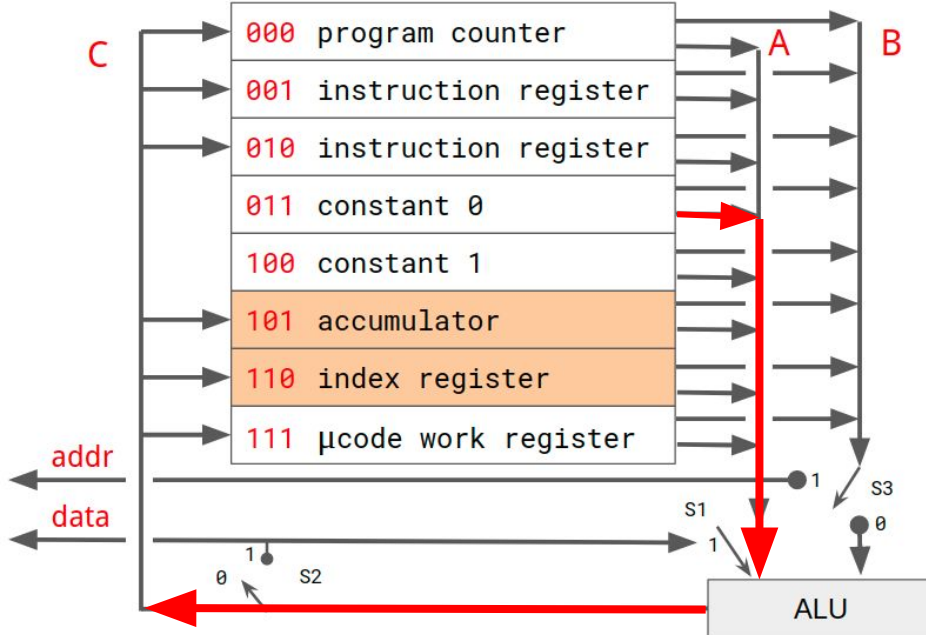 C
000 program counter
A
B
001 instruction register
010 instruction register
011 constant 0
100 constant 1
101 accumulator
110 index register
111 μcode work register
addr
1
S3
data
S1
0
1
1
0
S2
ALU